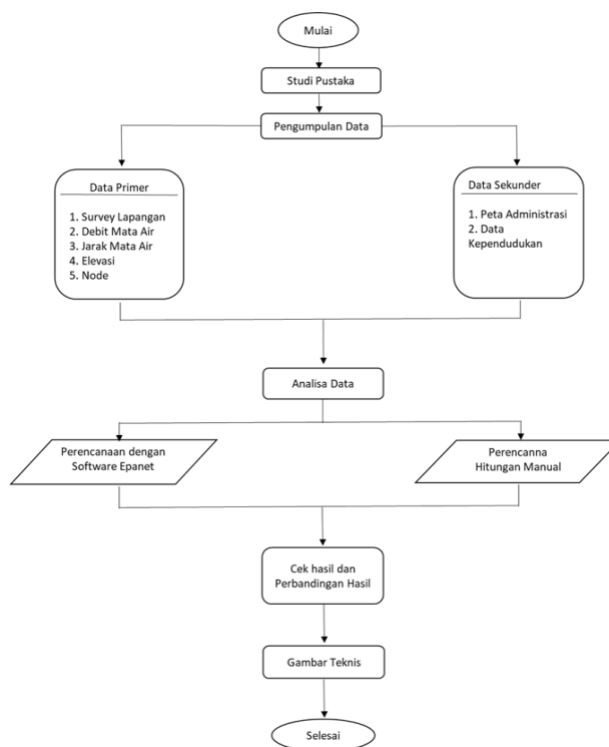 Mulai
Studi Pustaka
Pengumpulan Data
Data Primer
1. Survey Lapangan
2. Debit Mata Air
3. Jarak Mata Air
4. Elevasi
5. Node
Data Sekunder
1. Peta Administrasi
2. Data
Kependudukan
Analisa Data
Perencanaan dengan
Software Epanet
Perencanna
Hitungan Manual
Cek hasil dan
Perbandingan Hasil
Gambar Teknis
Selesai